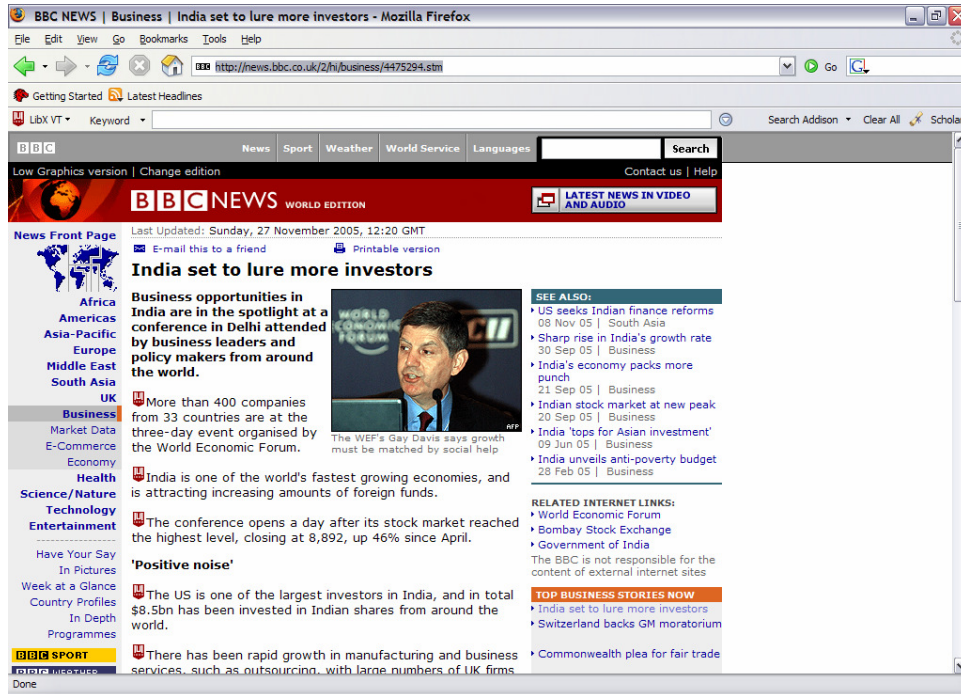 BBC NEWS | Business | India set to lure more investors - Mozilla Firefox
File Edit View Go Bookmarks Tools Help
BBC http://news.bbc.co.uk/2/hi/business/4475294.stm Go G
Getting Started Latest Headlines
LibX VT Keyword Search Addison Clear All Schola
BBC News Sport Weather World Service Languages Search
Low Graphics version | Change edition Contact us | Help
BBC NEWS WORLD EDITION
LATEST NEWS IN VIDEO
AND AUDIO
News Front Page
Africa
Americas
Asia-Pacific
Europe
Middle East
South Asia
UK
Business
Market Data
E-Commerce
Economy
Health
Science/Nature
Technology
Entertainment
Have Your Say
In Pictures
Week at a Glance
Country Profiles
In Depth
Programmes
BBC SPORT
BBC WEATHER
Last Updated: Sunday, 27 November 2005, 12:20 GMT
E-mail this to a friend Printable version
India set to lure more investors
Business opportunities in
India are in the spotlight at a
conference in Delhi attended
by business leaders and
policy makers from around
the world.
More than 400 companies
from 33 countries are at the
three-day event organised by
the World Economic Forum.
WORLD
ECONOMIC
FORUM
CII
AFP
The WEF's Gay Davis says growth
must be matched by social help
India is one of the world's fastest growing economies, and
is attracting increasing amounts of foreign funds.
The conference opens a day after its stock market reached
the highest level, closing at 8,892, up 46% since April.
'Positive noise'
The US is one of the largest investors in India, and in total
$8.5bn has been invested in Indian shares from around the
world.
There has been rapid growth in manufacturing and business
services, such as outsourcing, with large numbers of UK firms
SEE ALSO:
US seeks Indian finance reforms
08 Nov 05 | South Asia
Sharp rise in India's growth rate
30 Sep 05 | Business
India's economy packs more
punch
21 Sep 05 | Business
Indian stock market at new peak
20 Sep 05 | Business
India 'tops for Asian investment'
09 Jun 05 | Business
India unveils anti-poverty budget
28 Feb 05 | Business
RELATED INTERNET LINKS:
World Economic Forum
Bombay Stock Exchange
Government of India
The BBC is not responsible for the
content of external internet sites
TOP BUSINESS STORIES NOW
India set to lure more investors
Switzerland backs GM moratorium
Commonwealth plea for fair trade
Done